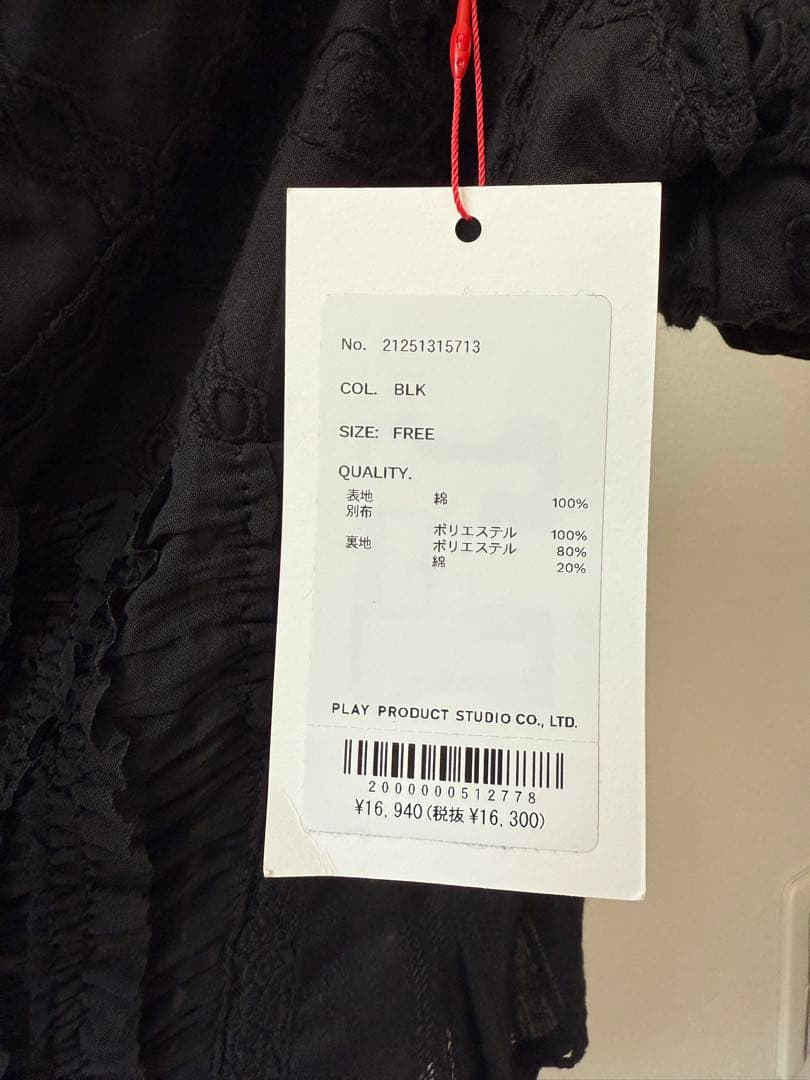 No. 21251315713
COL. BLK
SIZE: FREE
QUALITY.
表地 綿 100%
別布
ポリエステル 100%
裏地 ポリエステル 80%
綿 20%
PLAY PRODUCT STUDIO CO., LTD.
2000000512778
¥16,940(税抜¥16,300)